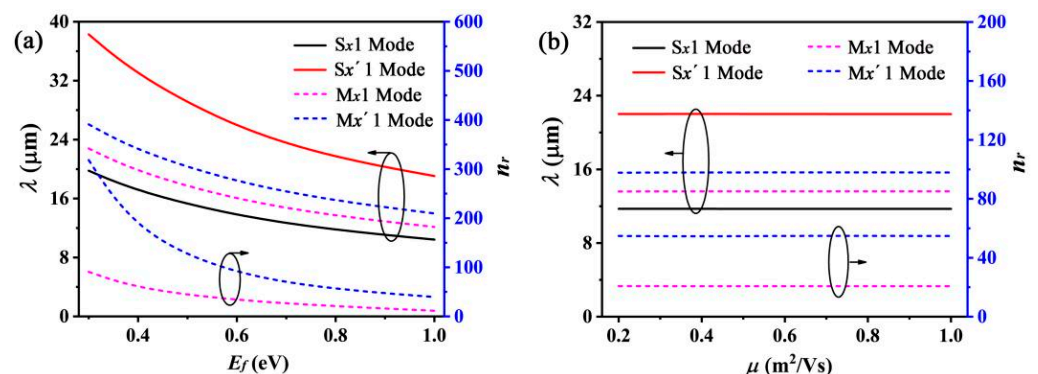 (a)
λ (μm)
40
32
24
16
8
0
Sx1 Mode
Sx′ 1 Mode
Mx1 Mode
Mx′ 1 Mode
600
500
400
300
200
100
0
nr
0.4 0.6 0.8 1.0
Ef (eV)
(b)
λ (μm)
32
24
16
8
0
Sx1 Mode Mx1 Mode
Sx′ 1 Mode Mx′ 1 Mode
200
160
120
80
40
0
nr
0.2 0.4 0.6 0.8 1.0
μ (m²/Vs)